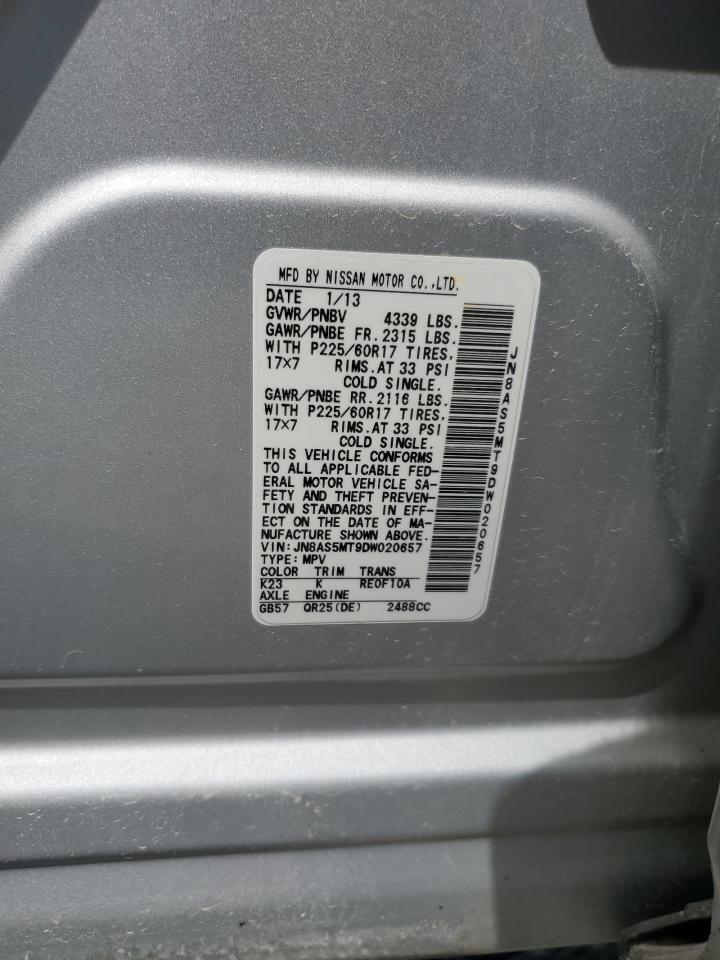 MFD BY NISSAN MOTOR CO.,LTD.
DATE 1/13
GVWR/PNBV 4339 LBS.
GAWR/PNBE FR. 2315 LBS.
WITH P225/60R17 TIRES,
17×7 RIMS.AT 33 PSI
COLD SINGLE.
GAWR/PNBE RR. 2116 LBS.
WITH P225/60R17 TIRES,
17×7 RIMS.AT 33 PSI
COLD SINGLE.
THIS VEHICLE CONFORMS
TO ALL APPLICABLE FED-
ERAL MOTOR VEHICLE SA-
FETY AND THEFT PREVEN-
TION STANDARDS IN EFF-
ECT ON THE DATE OF MA-
NUFACTURE SHOWN ABOVE.
VIN:JN8AS5MT9DW020657
TYPE:MPV
COLOR TRIM TRANS
K23 K RE0F10A
AXLE ENGINE
GB57 QR25(DE) 2488CC
JN8AS5MT9DW020657